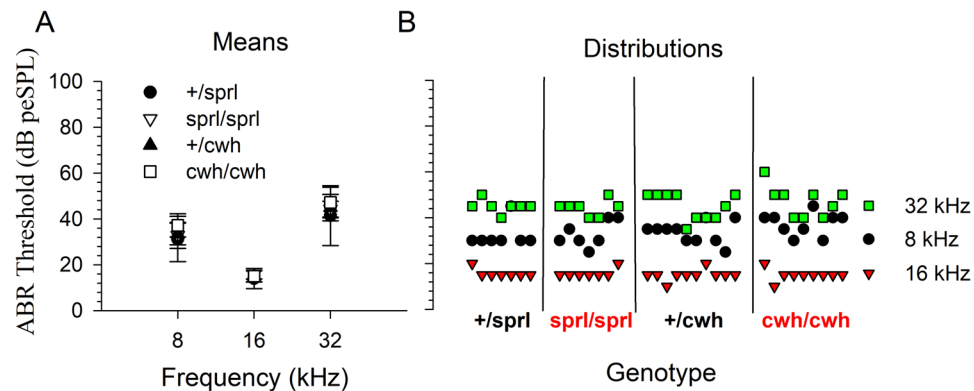 A
Means
ABR Threshold (dB peSPL)
100
80
60
40
20
0
+/sprl
sprl/sprl
+/cwh
cwh/cwh
8
16
32
Frequency (kHz)
B
Distributions
32 kHz
8 kHz
16 kHz
+/sprl
sprl/sprl
+/cwh
cwh/cwh
Genotype